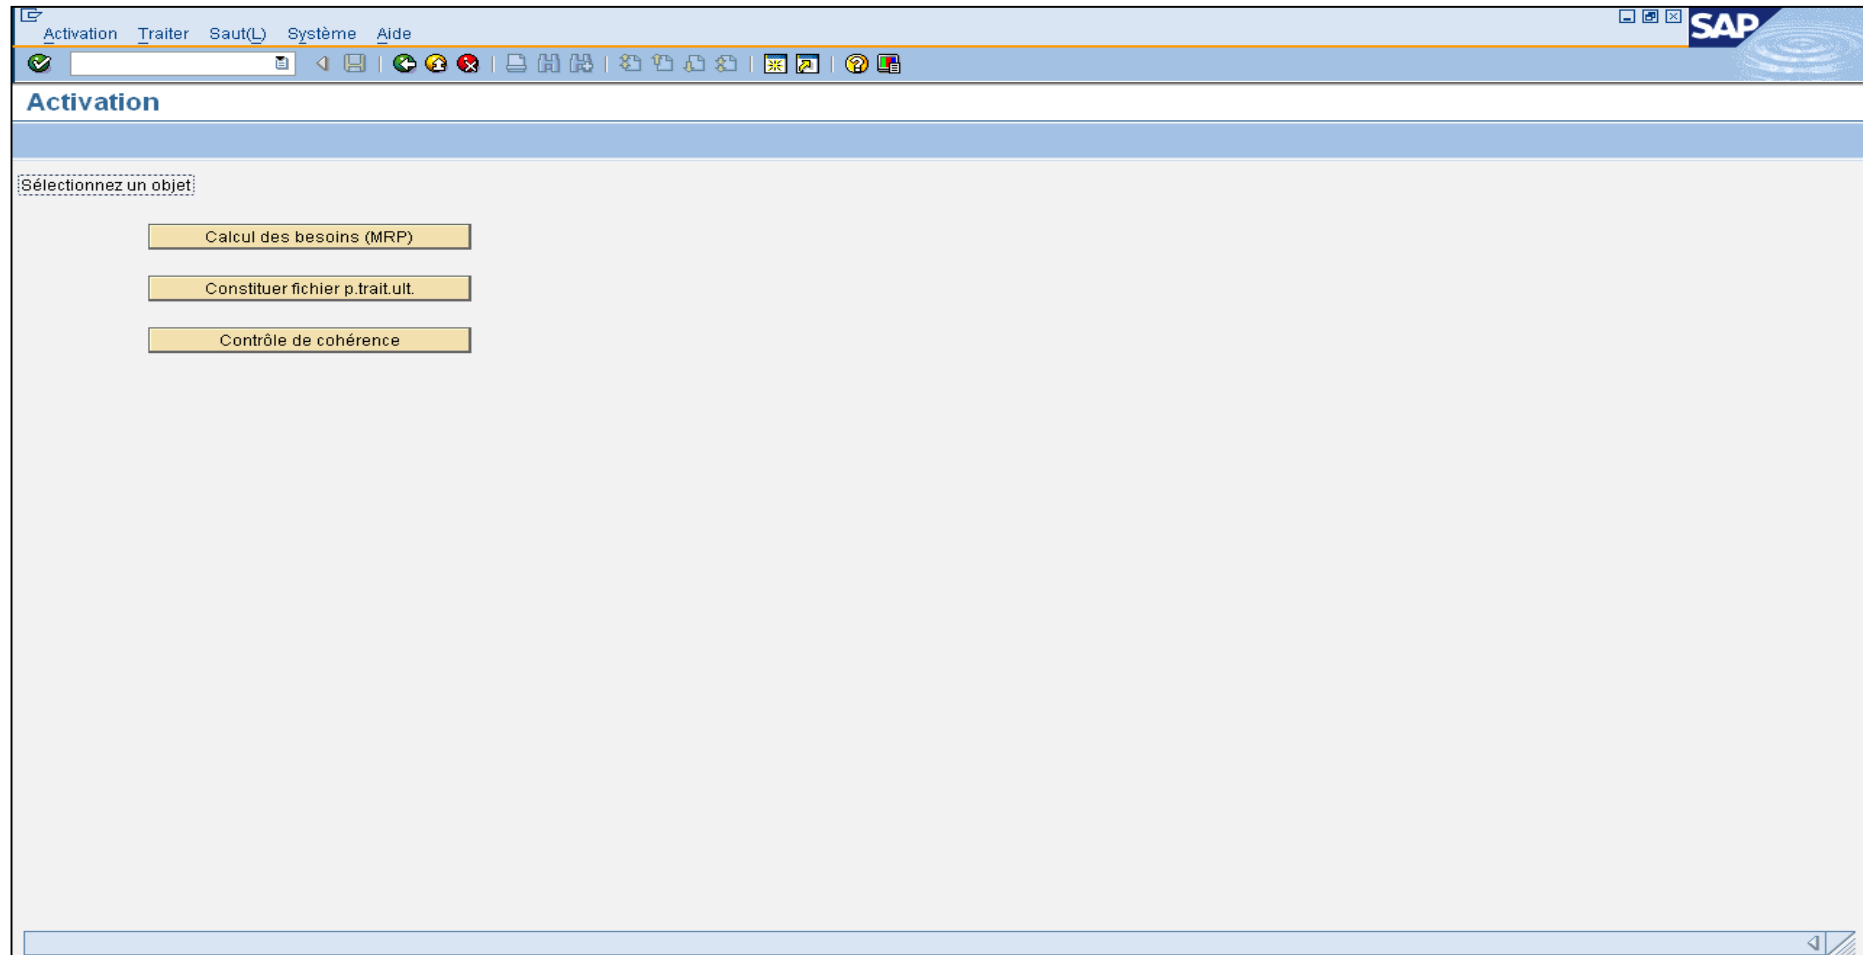 SAP
Activation Traiter Saut(L) Système Aide
Activation
Sélectionnez un objet
Calcul des besoins (MRP)
Constituer fichier p.trait.ult.
Contrôle de cohérence